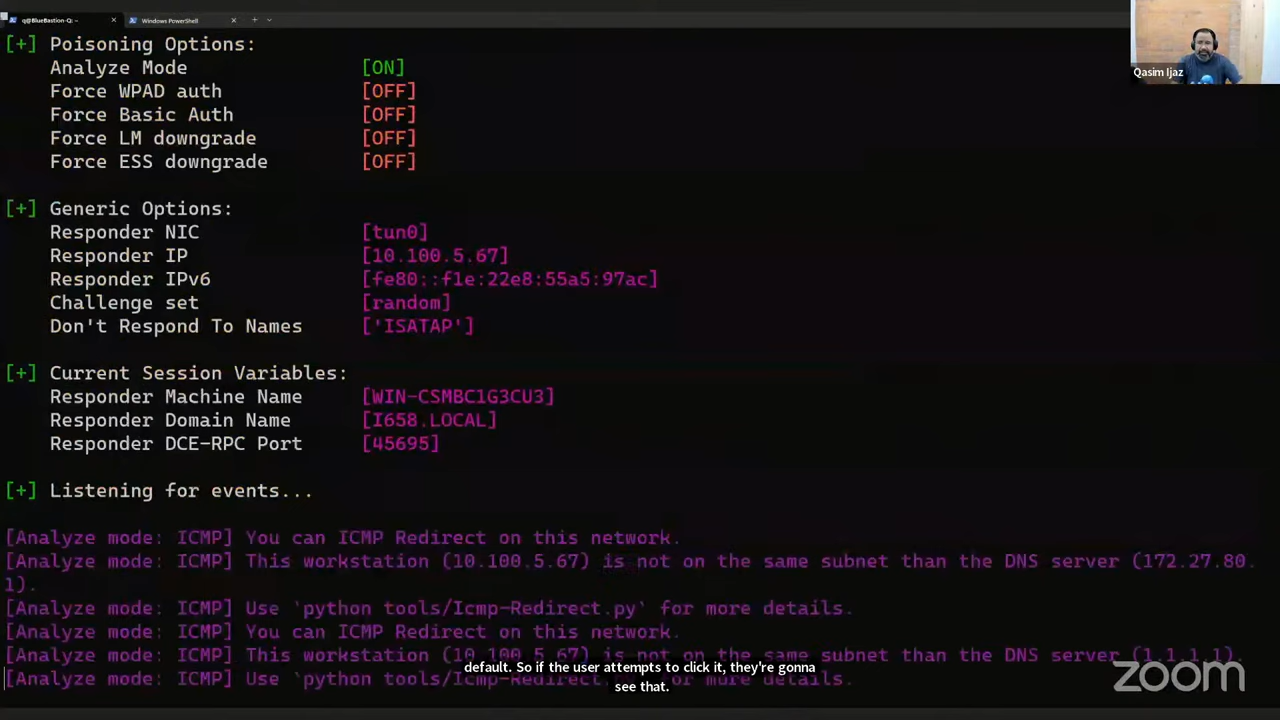 q@BlueBastion-Q: ~
Windows PowerShell
[+] Poisoning Options:
Analyze Mode [ON]
Force WPAD auth [OFF]
Force Basic Auth [OFF]
Force LM downgrade [OFF]
Force ESS downgrade [OFF]
[+] Generic Options:
Responder NIC [tun0]
Responder IP [10.100.5.67]
Responder IPv6 [fe80::f1e:22e8:55a5:97ac]
Challenge set [random]
Don't Respond To Names ['ISATAP']
[+] Current Session Variables:
Responder Machine Name [WIN-CSMBC1G3CU3]
Responder Domain Name [I658.LOCAL]
Responder DCE-RPC Port [45695]
[+] Listening for events...
[Analyze mode: ICMP] You can ICMP Redirect on this network.
[Analyze mode: ICMP] This workstation (10.100.5.67) is not on the same subnet than the DNS server (172.27.80.
1).
[Analyze mode: ICMP] Use `python tools/Icmp-Redirect.py` for more details.
[Analyze mode: ICMP] You can ICMP Redirect on this network.
[Analyze mode: ICMP] This workstation (10.100.5.67) is not on the same subnet than the DNS server (1.1.1.1).
[Analyze mode: ICMP] Use `python tools/Icmp-Redirect.py` for more details.
default. So if the user attempts to click it, they're gonna
see that.
Qasim Ijaz
zoom